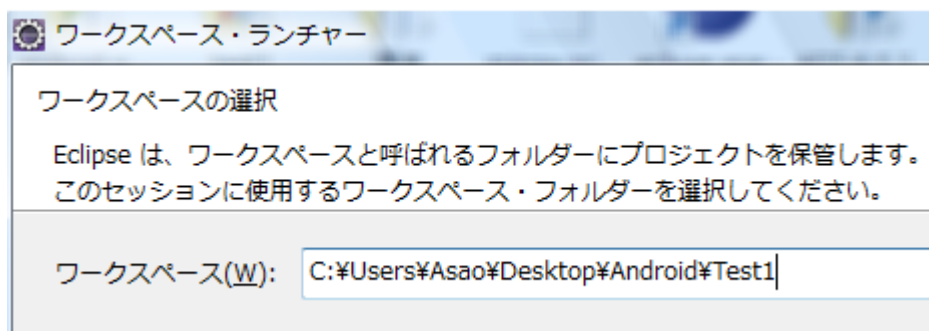 ワークスペース・ランチャー
ワークスペースの選択
Eclipse は、ワークスペースと呼ばれるフォルダーにプロジェクトを保管します。
このセッションに使用するワークスペース・フォルダーを選択してください。
ワークスペース(W): C:¥Users¥Asao¥Desktop¥Android¥Test1